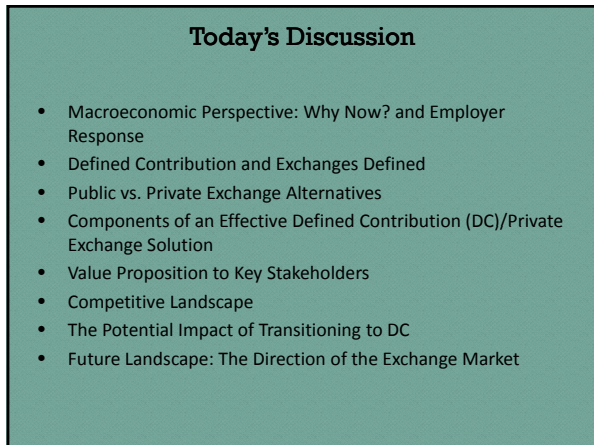 Today's Discussion
• Macroeconomic Perspective: Why Now? and Employer
Response
• Defined Contribution and Exchanges Defined
• Public vs. Private Exchange Alternatives
• Components of an Effective Defined Contribution (DC)/Private
Exchange Solution
• Value Proposition to Key Stakeholders
• Competitive Landscape
• The Potential Impact of Transitioning to DC
• Future Landscape: The Direction of the Exchange Market